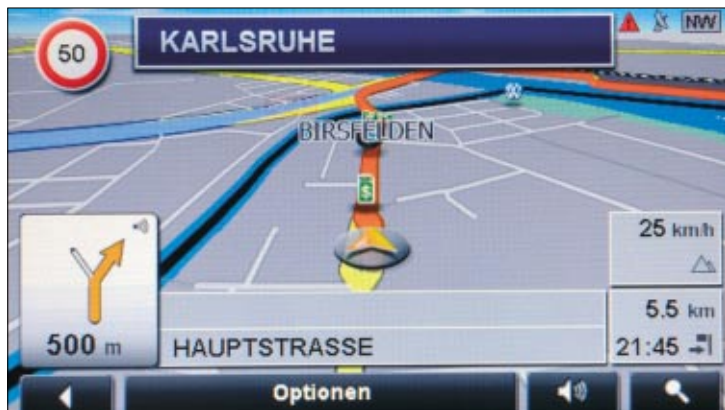 50
KARLSRUHE
NW
BIRSFELDEN
$
25 km/h
5.5 km
500 m
HAUPTSTRASSE
21:45
Optionen